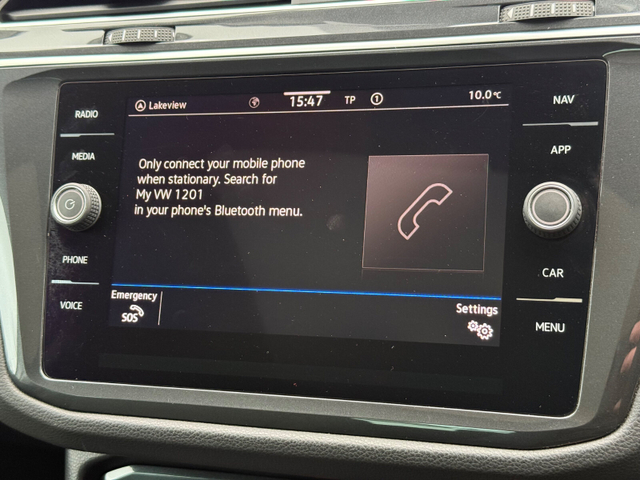 RADIO
MEDIA
PHONE
VOICE
Lakeview 15:47 TP 10.0°C
Only connect your mobile phone
when stationary. Search for
My VW 1201
in your phone's Bluetooth menu.
Emergency
SOS
Settings
NAV
APP
CAR
MENU